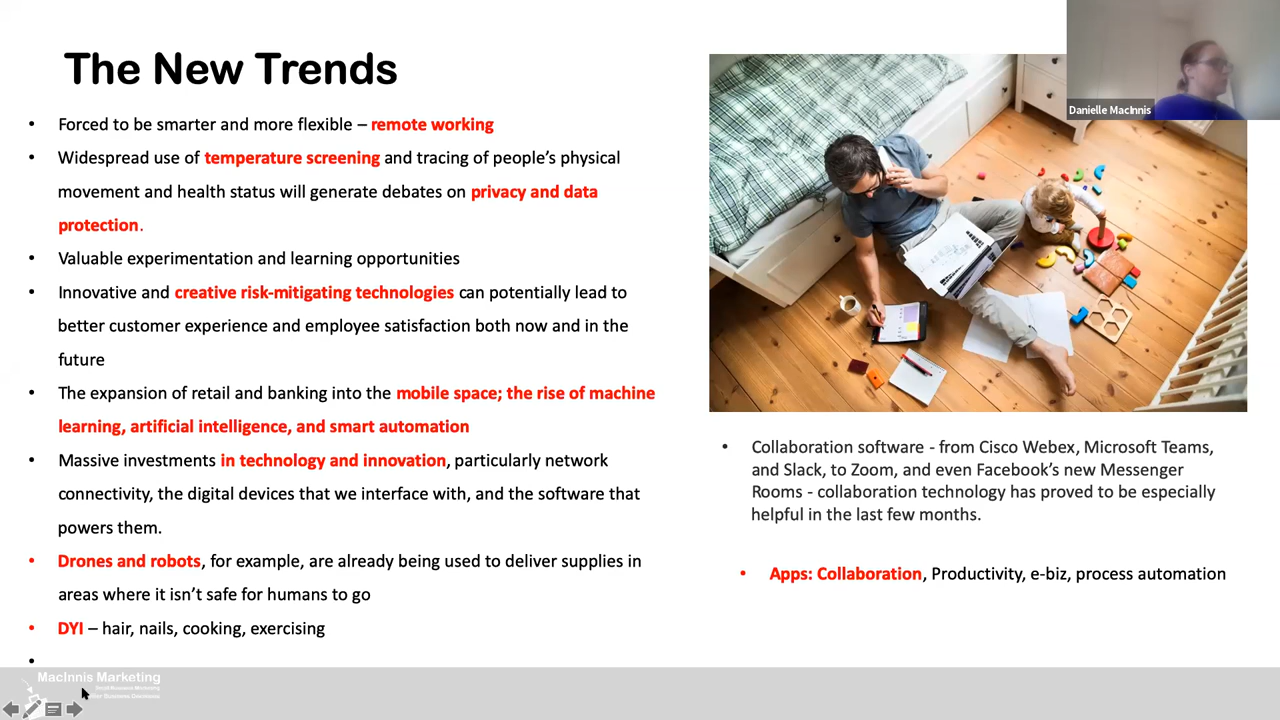 The New Trends
• Forced to be smarter and more flexible – remote working
• Widespread use of temperature screening and tracing of people’s physical
movement and health status will generate debates on privacy and data
protection.
• Valuable experimentation and learning opportunities
• Innovative and creative risk-mitigating technologies can potentially lead to
better customer experience and employee satisfaction both now and in the
future
• The expansion of retail and banking into the mobile space; the rise of machine
learning, artificial intelligence, and smart automation
• Massive investments in technology and innovation, particularly network
connectivity, the digital devices that we interface with, and the software that
powers them.
• Drones and robots, for example, are already being used to deliver supplies in
areas where it isn’t safe for humans to go
• DYI – hair, nails, cooking, exercising
•
Danielle MacInnis
• Collaboration software - from Cisco Webex, Microsoft Teams,
and Slack, to Zoom, and even Facebook’s new Messenger
Rooms - collaboration technology has proved to be especially
helpful in the last few months.
• Apps: Collaboration, Productivity, e-biz, process automation
MacInnis Marketing
Small Business Marketing
Better Business Outcomes